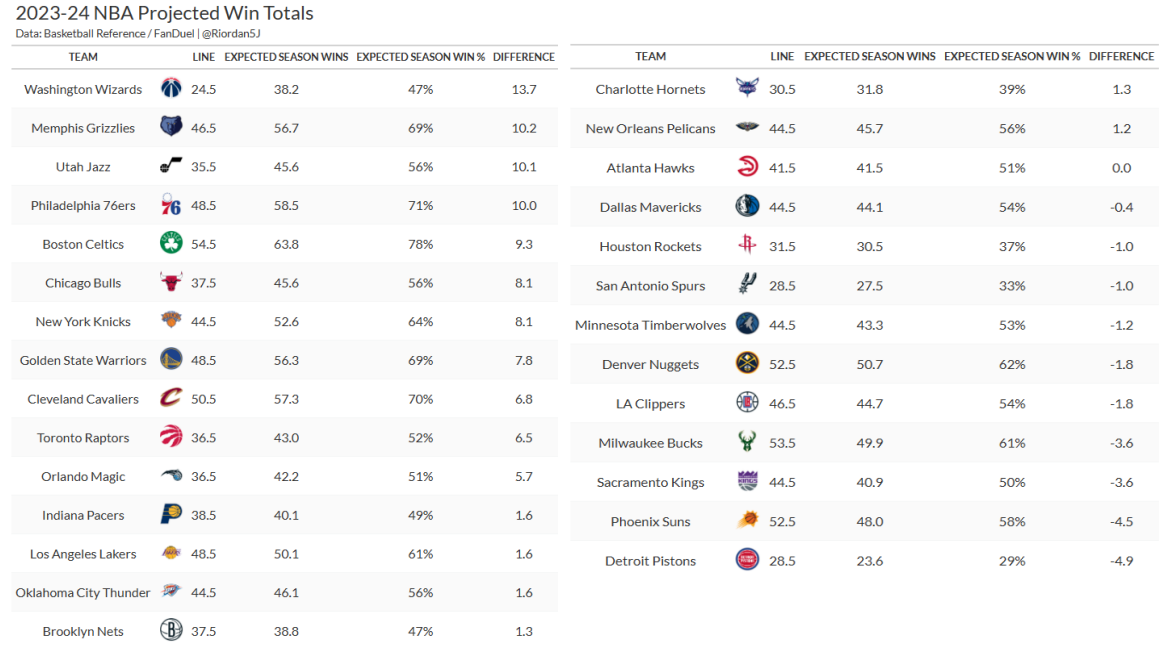 2023-24 NBA Projected Win Totals
Data: Basketball Reference / FanDuel | @Riordan5J
TEAM LINE EXPECTED SEASON WINS EXPECTED SEASON WIN % DIFFERENCE
Washington Wizards 24.5 38.2 47% 13.7
Memphis Grizzlies 46.5 56.7 69% 10.2
Utah Jazz 35.5 45.6 56% 10.1
Philadelphia 76ers 48.5 58.5 71% 10.0
Boston Celtics 54.5 63.8 78% 9.3
Chicago Bulls 37.5 45.6 56% 8.1
New York Knicks 44.5 52.6 64% 8.1
Golden State Warriors 48.5 56.3 69% 7.8
Cleveland Cavaliers 50.5 57.3 70% 6.8
Toronto Raptors 36.5 43.0 52% 6.5
Orlando Magic 36.5 42.2 51% 5.7
Indiana Pacers 38.5 40.1 49% 1.6
Los Angeles Lakers 48.5 50.1 61% 1.6
Oklahoma City Thunder 44.5 46.1 56% 1.6
Brooklyn Nets 37.5 38.8 47% 1.3
TEAM LINE EXPECTED SEASON WINS EXPECTED SEASON WIN % DIFFERENCE
Charlotte Hornets 30.5 31.8 39% 1.3
New Orleans Pelicans 44.5 45.7 56% 1.2
Atlanta Hawks 41.5 41.5 51% 0.0
Dallas Mavericks 44.5 44.1 54% -0.4
Houston Rockets 31.5 30.5 37% -1.0
San Antonio Spurs 28.5 27.5 33% -1.0
Minnesota Timberwolves 44.5 43.3 53% -1.2
Denver Nuggets 52.5 50.7 62% -1.8
LA Clippers 46.5 44.7 54% -1.8
Milwaukee Bucks 53.5 49.9 61% -3.6
Sacramento Kings 44.5 40.9 50% -3.6
Phoenix Suns 52.5 48.0 58% -4.5
Detroit Pistons 28.5 23.6 29% -4.9